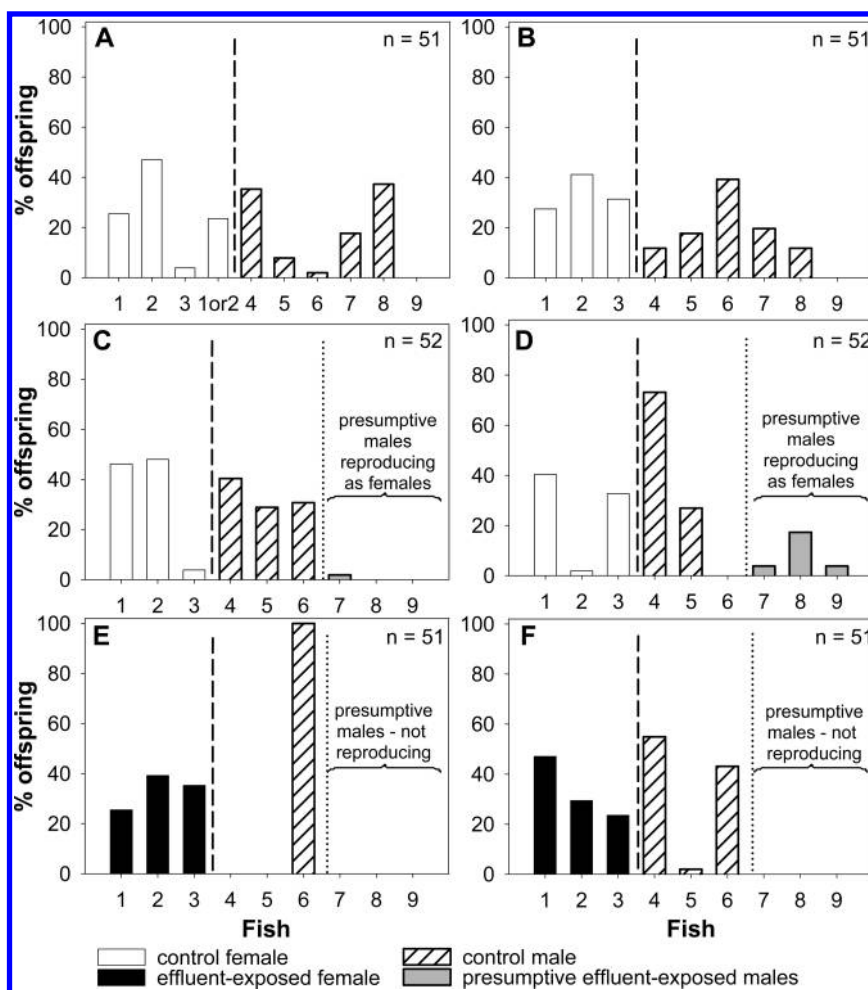 A
n = 51
100
80
60
40
20
0
% offspring
1 2 3 1or2 4 5 6 7 8 9
B
n = 51
100
80
60
40
20
0
1 2 3 4 5 6 7 8 9
C
n = 52
100
80
60
40
20
0
% offspring
presumptive
males
reproducing
as females
1 2 3 4 5 6 7 8 9
D
n = 52
100
80
60
40
20
0
presumptive
males
reproducing
as females
1 2 3 4 5 6 7 8 9
E
n = 51
100
80
60
40
20
0
% offspring
presumptive
males - not
reproducing
1 2 3 4 5 6 7 8 9
Fish
F
n = 51
100
80
60
40
20
0
presumptive
males - not
reproducing
1 2 3 4 5 6 7 8 9
Fish
control female
control male
effluent-exposed female
presumptive effluent-exposed males